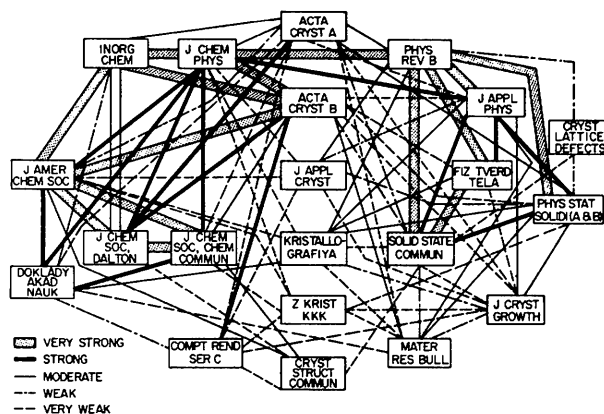 ACTA
CRYST A
INORG
CHEM
J CHEM
PHYS
PHYS
REV B
ACTA
CRYST B
J APPL
PHYS
CRYST
LATTICE
DEFECTS
J AMER
CHEM SOC
J APPL
CRYST
FIZ TVERD
TELA
PHYS STAT
SOLID (A & B)
J CHEM
SOC, DALTON
J CHEM
SOC, CHEM
COMMUN
KRISTALLO-
GRAFIYA
SOLID STATE
COMMUN
DOKLADY
AKAD
NAUK
Z KRIST
KKK
J CRYST
GROWTH
COMPT REND
SER C
CRYST
STRUCT
COMMUN
MATER
RES BULL
VERY STRONG
STRONG
MODERATE
WEAK
VERY WEAK